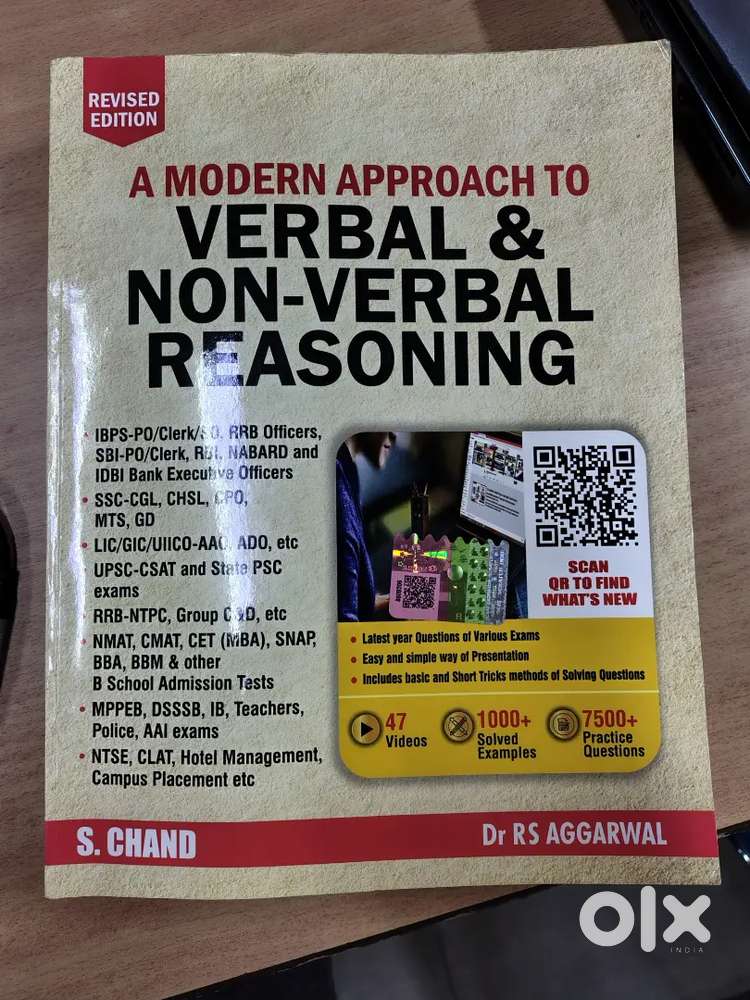 REVISED
EDITION
A MODERN APPROACH TO
VERBAL &
NON-VERBAL
REASONING
• IBPS-PO/Clerk/SO, RRB Officers,
SBI-PO/Clerk, RBI, NABARD and
IDBI Bank Executive Officers
• SSC-CGL, CHSL, CPO,
MTS, GD
• LIC/GIC/UIICO-AAO, ADO, etc
UPSC-CSAT and State PSC
exams
• RRB-NTPC, Group C&D, etc
• NMAT, CMAT, CET (MBA), SNAP,
BBA, BBM & other
B School Admission Tests
• MPPEB, DSSSB, IB, Teachers,
Police, AAI exams
• NTSE, CLAT, Hotel Management,
Campus Placement etc
SCAN
QR TO FIND
WHAT'S NEW
• Latest year Questions of Various Exams
• Easy and simple way of Presentation
• Includes basic and Short Tricks methods of Solving Questions
47
Videos
1000+
Solved
Examples
7500+
Practice
Questions
S. CHAND
Dr RS AGGARWAL
olx
INDIA